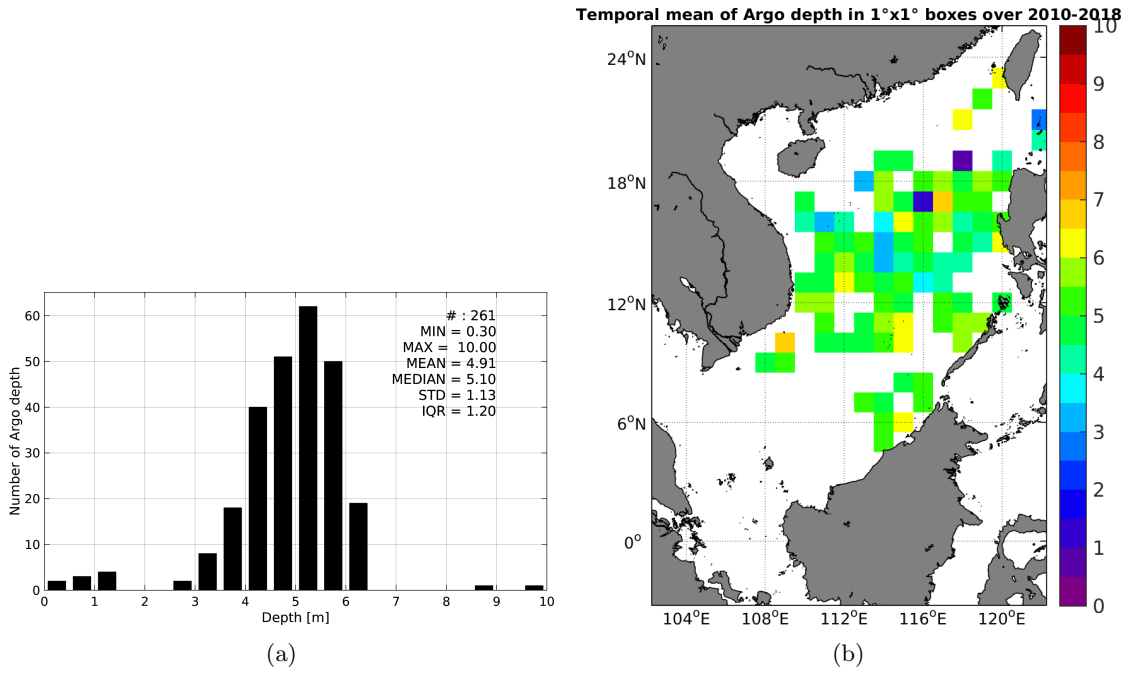 Temporal mean of Argo depth in 1°x1° boxes over 2010-2018
Number of Argo depth
60
50
40
30
20
10
0
# : 261
MIN = 0.30
MAX = 10.00
MEAN = 4.91
MEDIAN = 5.10
STD = 1.13
IQR = 1.20
0 1 2 3 4 5 6 7 8 9 10
Depth [m]
(a)
24°N
18°N
12°N
6°N
0°
104°E 108°E 112°E 116°E 120°E
10
9
8
7
6
5
4
3
2
1
0
(b)